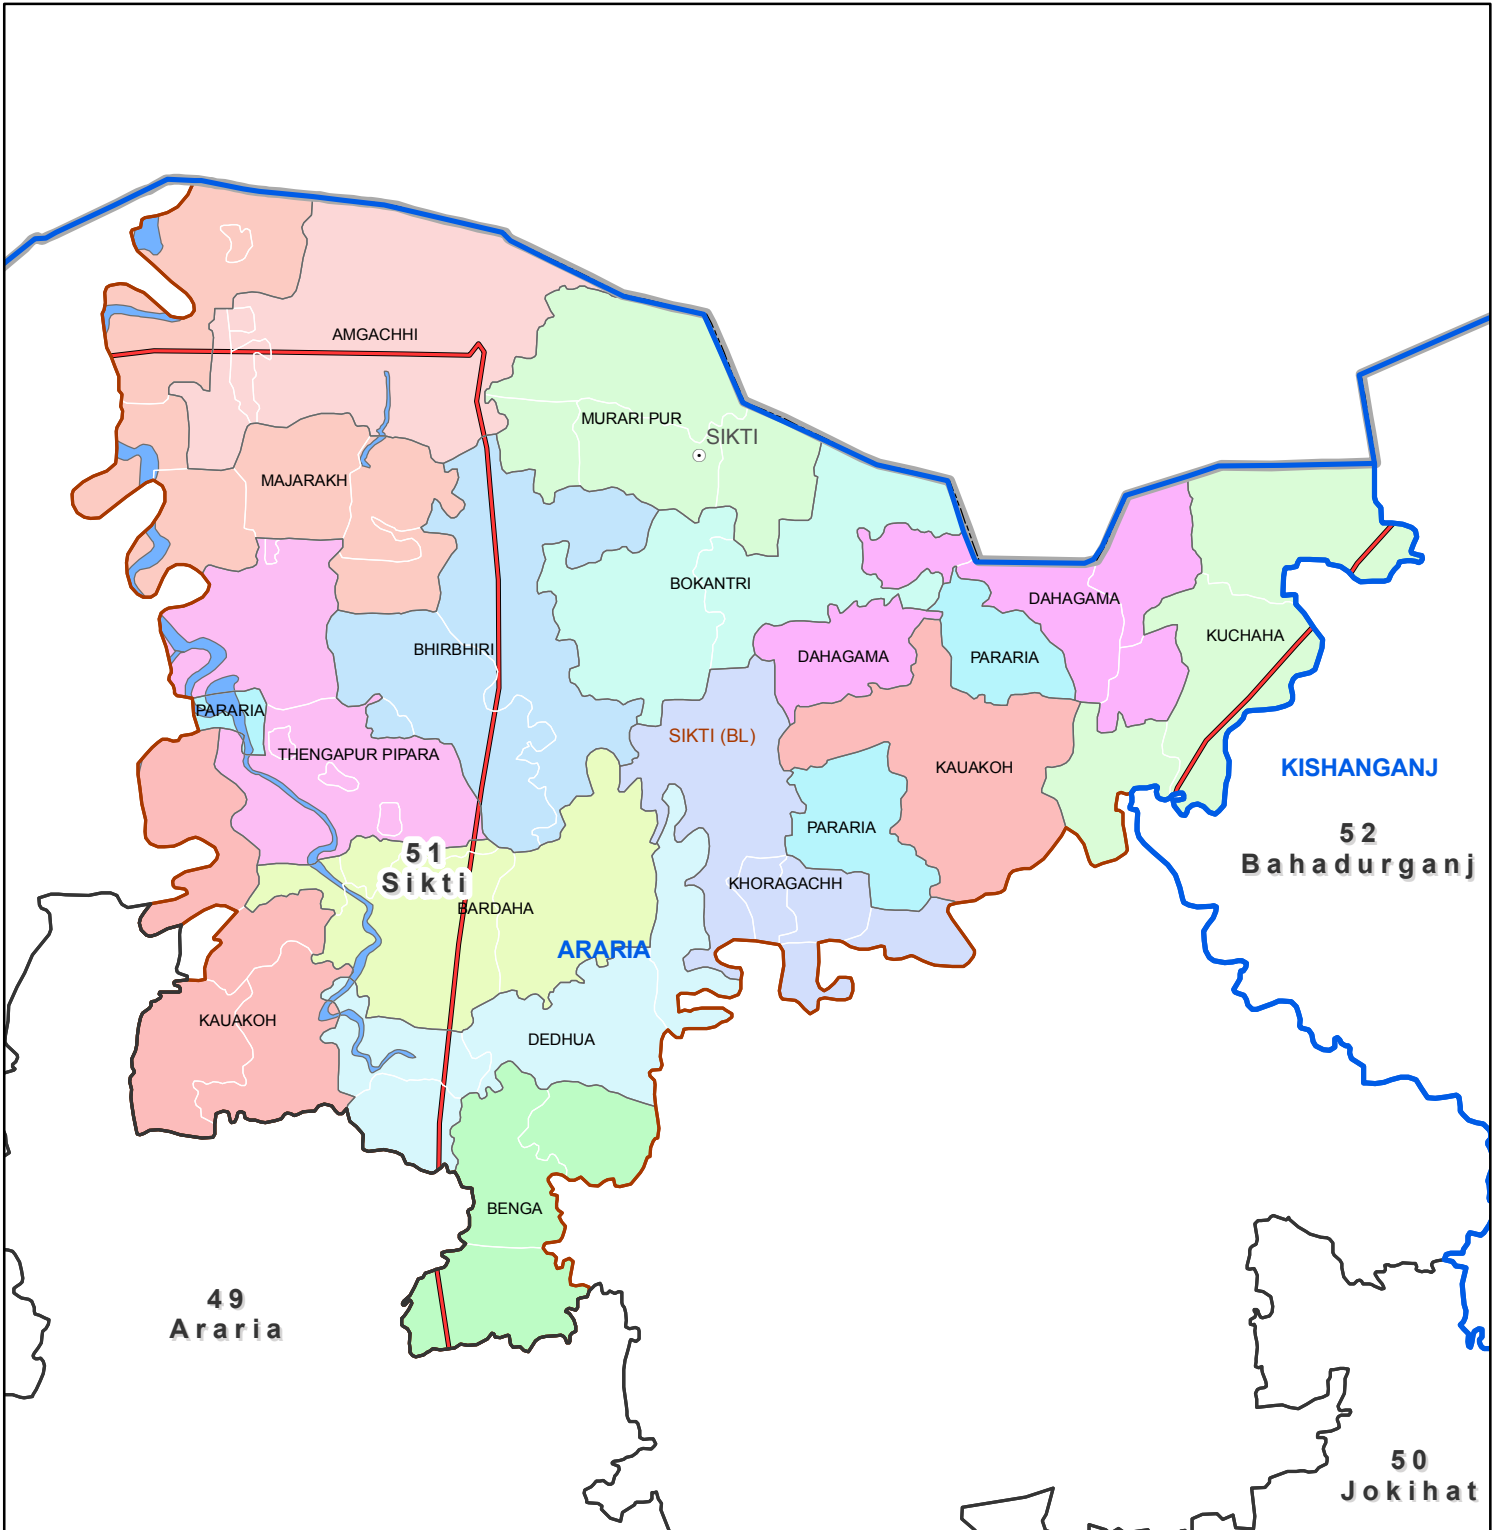 AMGACHHI
MURARI PUR
SIKTI
MAJARAKH
BOKANTRI
DAHAGAMA
KUCHAHA
BHIRBHIRI
DAHAGAMA
PARARIA
PARARIA
SIKTI (BL)
THENGAPUR PIPARA
KAUAKOH
KISHANGANJ
PARARIA
52
Bahadurganj
51
Sikti
KHORAGACHH
BARDAHA
ARARIA
KAUAKOH
DEDHUA
BENGA
49
Araria
50
Jokihat